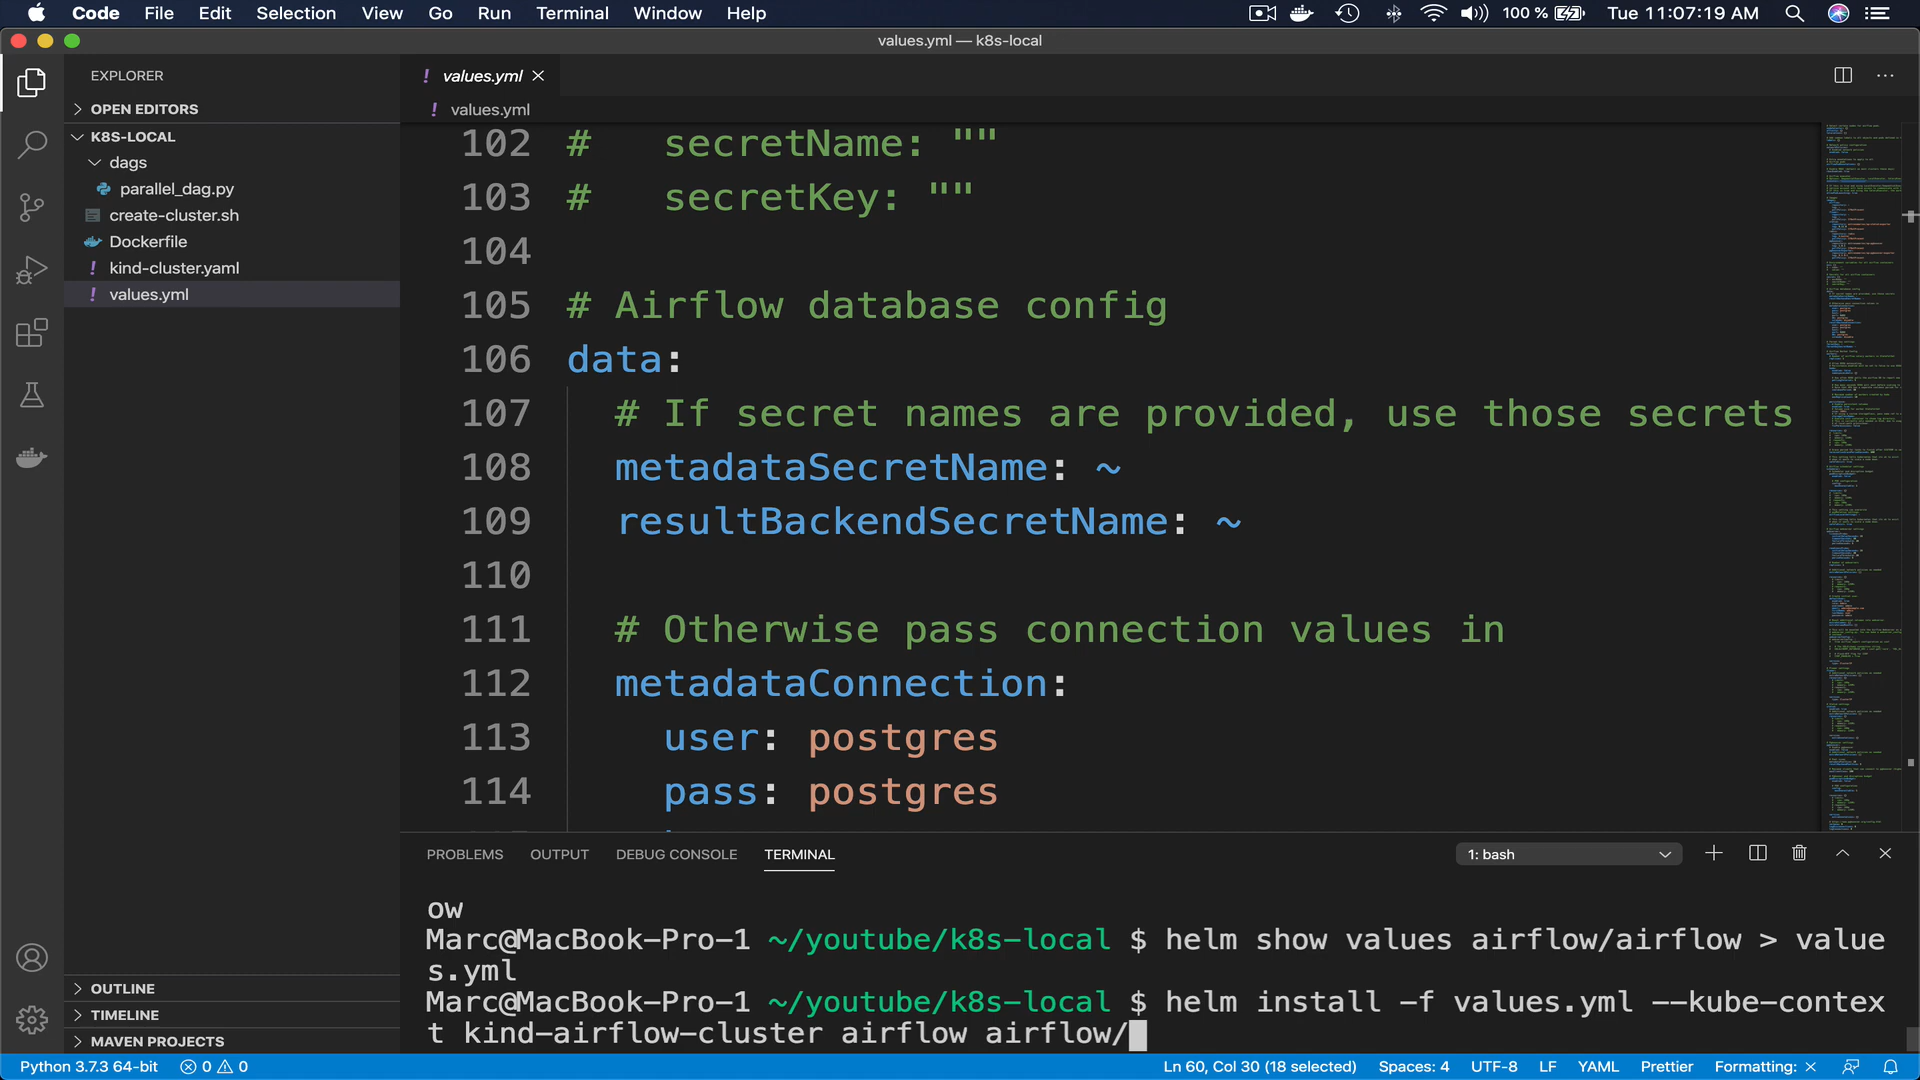 Code File Edit Selection View Go Run Terminal Window Help 100 % Tue 11:07:19 AM
values.yml — k8s-local
EXPLORER
OPEN EDITORS
K8S-LOCAL
dags
parallel_dag.py
create-cluster.sh
Dockerfile
kind-cluster.yaml
values.yml
OUTLINE
TIMELINE
MAVEN PROJECTS
values.yml
values.yml
102 #   secretName: ""
103 #   secretKey: ""
104
105 # Airflow database config
106 data:
107   # If secret names are provided, use those secrets
108   metadataSecretName: ~
109   resultBackendSecretName: ~
110
111   # Otherwise pass connection values in
112   metadataConnection:
113     user: postgres
114     pass: postgres
PROBLEMS OUTPUT DEBUG CONSOLE TERMINAL 1: bash
ow
Marc@MacBook-Pro-1 ~/youtube/k8s-local $ helm show values airflow/airflow > value
s.yml
Marc@MacBook-Pro-1 ~/youtube/k8s-local $ helm install -f values.yml --kube-contex
t kind-airflow-cluster airflow airflow/
Python 3.7.3 64-bit 0 0 Ln 60, Col 30 (18 selected) Spaces: 4 UTF-8 LF YAML Prettier Formatting: ×